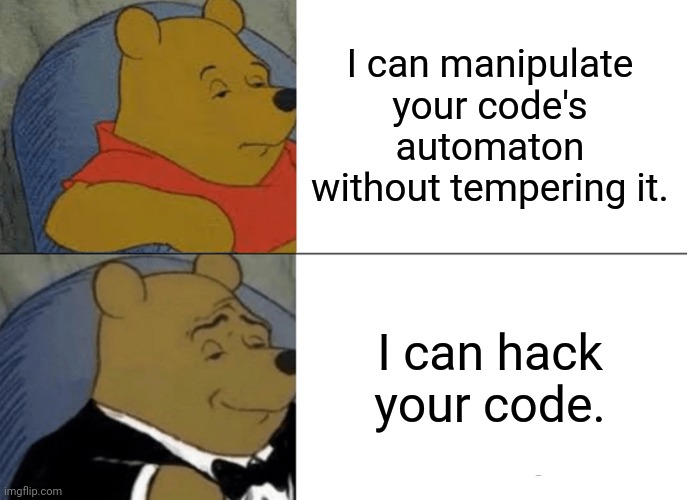 I can manipulate
your code's
automaton
without tempering it.
I can hack
your code.
imgflip.com